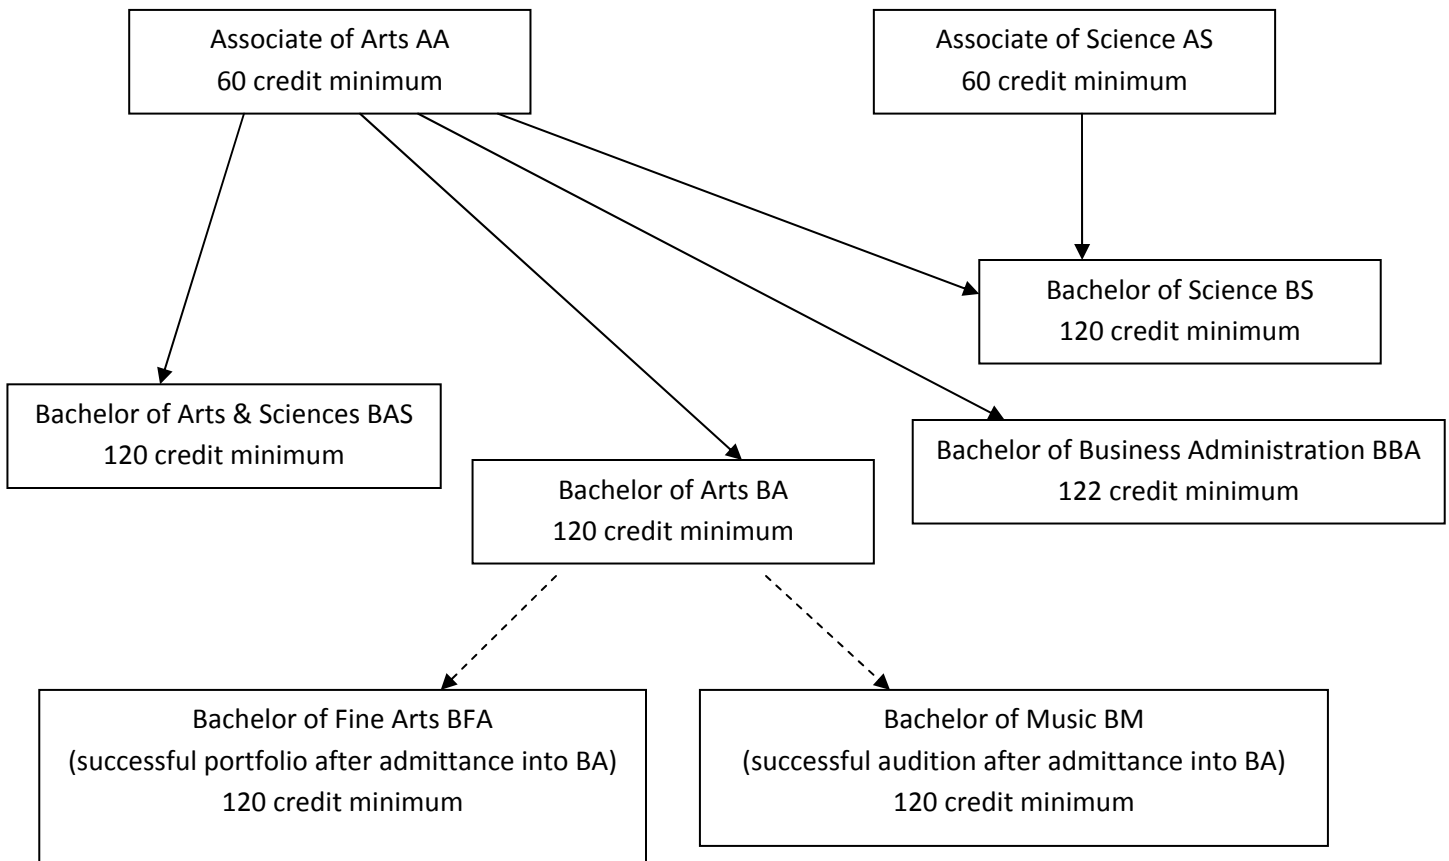 Associate of Arts AA
60 credit minimum
Associate of Science AS
60 credit minimum
Bachelor of Science BS
120 credit minimum
Bachelor of Arts & Sciences BAS
120 credit minimum
Bachelor of Business Administration BBA
122 credit minimum
Bachelor of Arts BA
120 credit minimum
Bachelor of Fine Arts BFA
(successful portfolio after admittance into BA)
120 credit minimum
Bachelor of Music BM
(successful audition after admittance into BA)
120 credit minimum